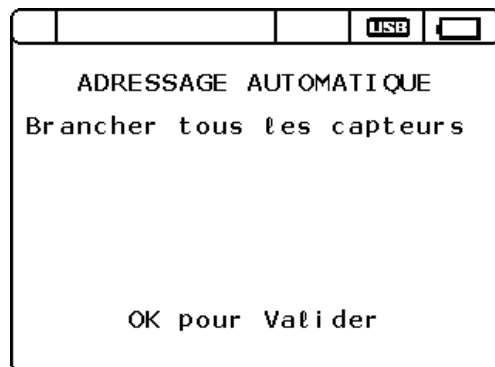 USB
ADRESSAGE AUTOMATIQUE
Brancher tous les capteurs
OK pour Valider